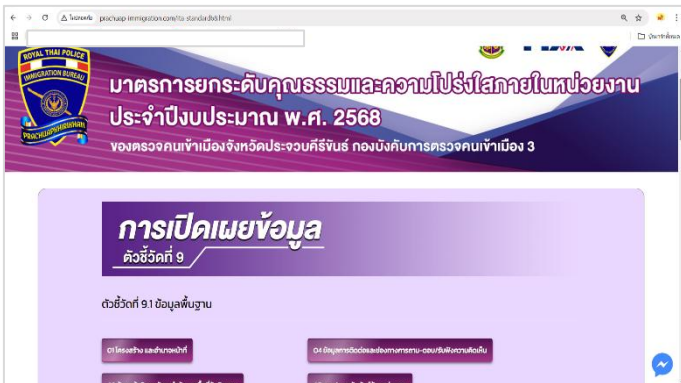 ไม่ปลอดภัย prachuap-immigration.com/ita-standardx8.html
ROYAL THAI POLICE
IMMIGRATION BUREAU
PRACHUAPKHIRIKHAN
มาตรการยกระดับคุณธรรมและความโปร่งใสภายในหน่วยงาน
ประจำปีงบประมาณ พ.ศ. 2568
ของตรวจคนเข้าเมืองจังหวัดประจวบคีรีขันธ์ กองบังคับการตรวจคนเข้าเมือง 3
การเปิดเผยข้อมูล
ตัวชี้วัดที่ 9
ตัวชี้วัดที่ 9.1 ข้อมูลพื้นฐาน
O1 โครงสร้าง และอำนาจหน้าที่
O4 ข้อมูลการติดต่อและช่องทางการถาม-ตอบ/รับฟังความคิดเห็น